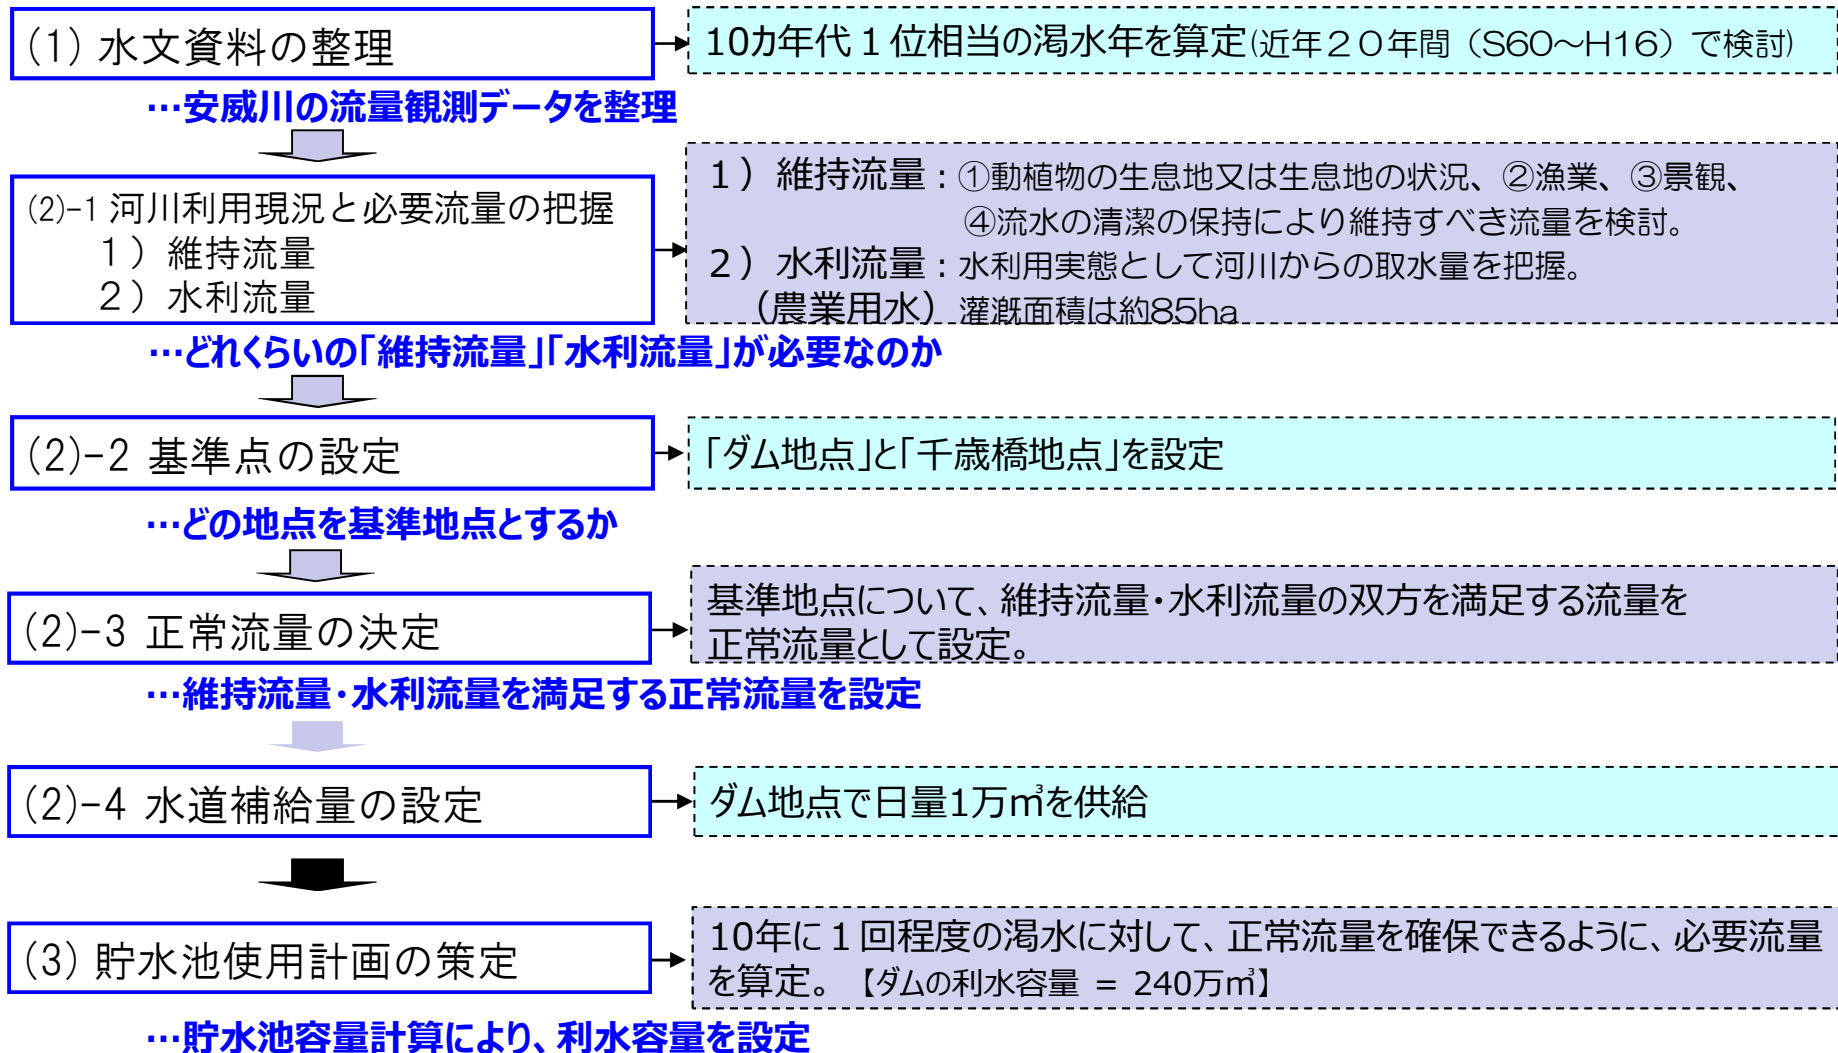 (1) 水文資料の整理
10カ年代１位相当の渇水年を算定(近年２０年間（S60～H16）で検討)
…安威川の流量観測データを整理
(2)-1 河川利用現況と必要流量の把握
１）維持流量
２）水利流量
１）維持流量：①動植物の生息地又は生息地の状況、②漁業、③景観、
④流水の清潔の保持により維持すべき流量を検討。
２）水利流量：水利用実態として河川からの取水量を把握。
（農業用水）灌漑面積は約85ha
…どれくらいの「維持流量」「水利流量」が必要なのか
(2)-2 基準点の設定
「ダム地点」と「千歳橋地点」を設定
…どの地点を基準地点とするか
(2)-3 正常流量の決定
基準地点について、維持流量・水利流量の双方を満足する流量を
正常流量として設定。
…維持流量・水利流量を満足する正常流量を設定
(2)-4 水道補給量の設定
ダム地点で日量1万㎥を供給
(3) 貯水池使用計画の策定
10年に１回程度の渇水に対して、正常流量を確保できるように、必要流量
を算定。【ダムの利水容量 = 240万㎥】
…貯水池容量計算により、利水容量を設定